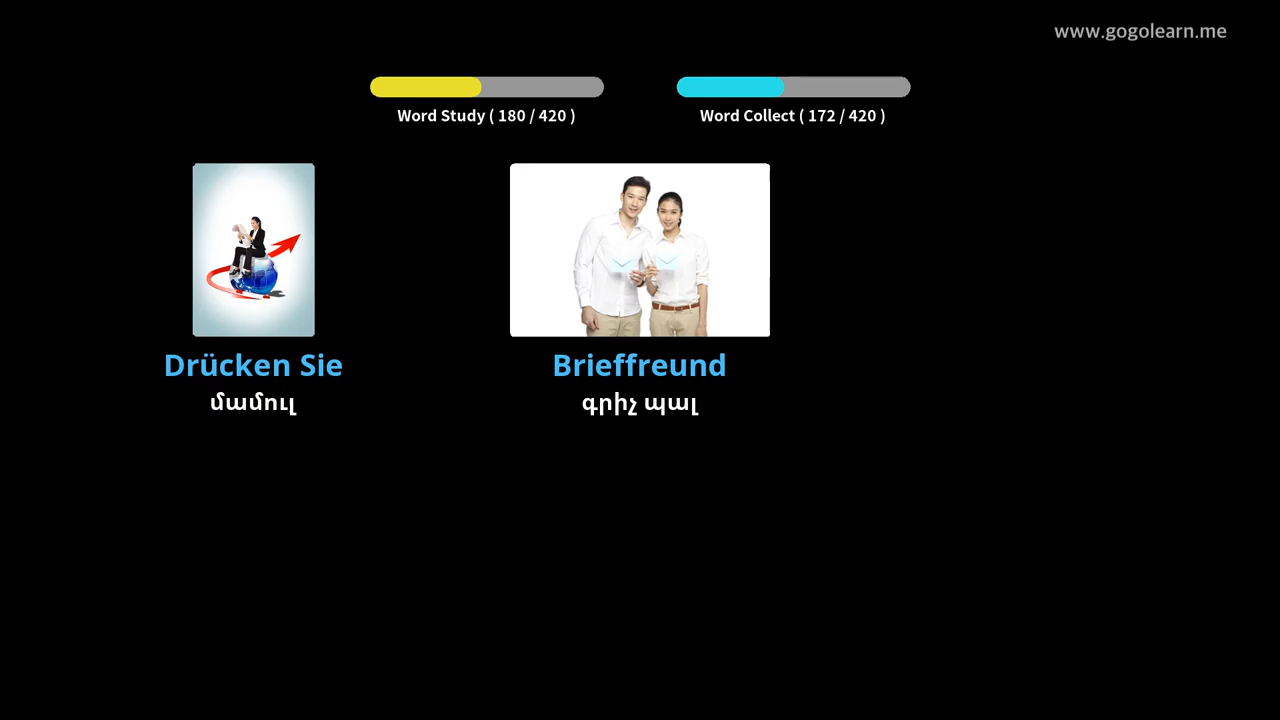 www.gogolearn.me
Word Study ( 180 / 420 )
Word Collect ( 172 / 420 )
Drücken Sie
մամուլ
Brieffreund
գրիչ պալ